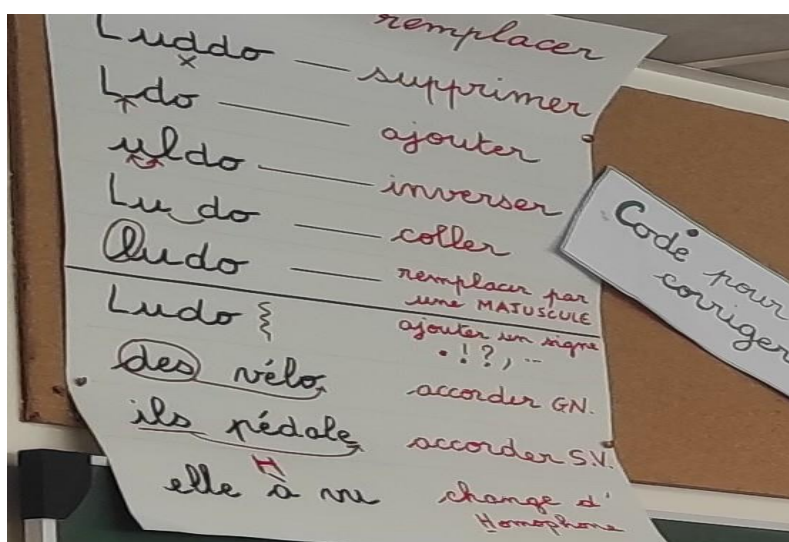 remplacer
Luddo — supprimer
x
Ldo — ajouter
uldo — inverser
Lu do — coller
ludo — remplacer par
une MAJUSCULE
Ludo
ajouter un signe
. ! ? , ...
des vélo accorder GN.
ils pédale accorder S.V.
H
elle à vu change d'
Homophone
Code pour
corriger